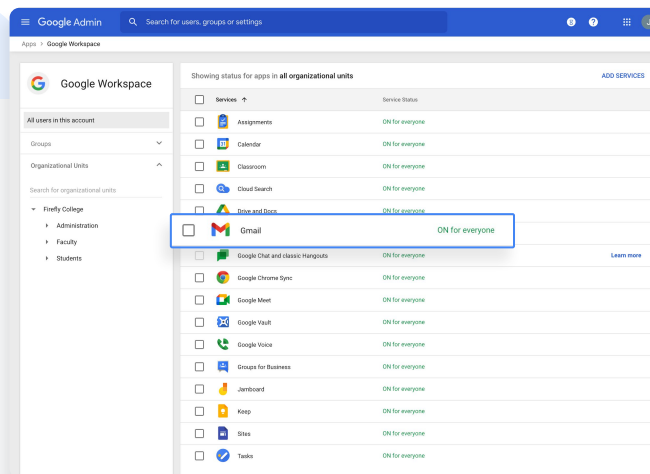 Google Admin
Search for users, groups or settings
Apps > Google Workspace
Google Workspace
All users in this account
Groups
Organizational Units
Search for organizational units
Firefly College
Administration
Faculty
Students
Showing status for apps in all organizational units
ADD SERVICES
Services ↑ Service Status
Assignments ON for everyone
Calendar ON for everyone
Classroom ON for everyone
Cloud Search ON for everyone
Drive and Docs ON for everyone
Gmail ON for everyone
Google Chat and classic Hangouts ON for everyone Learn more
Google Chrome Sync ON for everyone
Google Meet ON for everyone
Google Vault ON for everyone
Google Voice ON for everyone
Groups for Business ON for everyone
Jamboard ON for everyone
Keep ON for everyone
Sites ON for everyone
Tasks ON for everyone